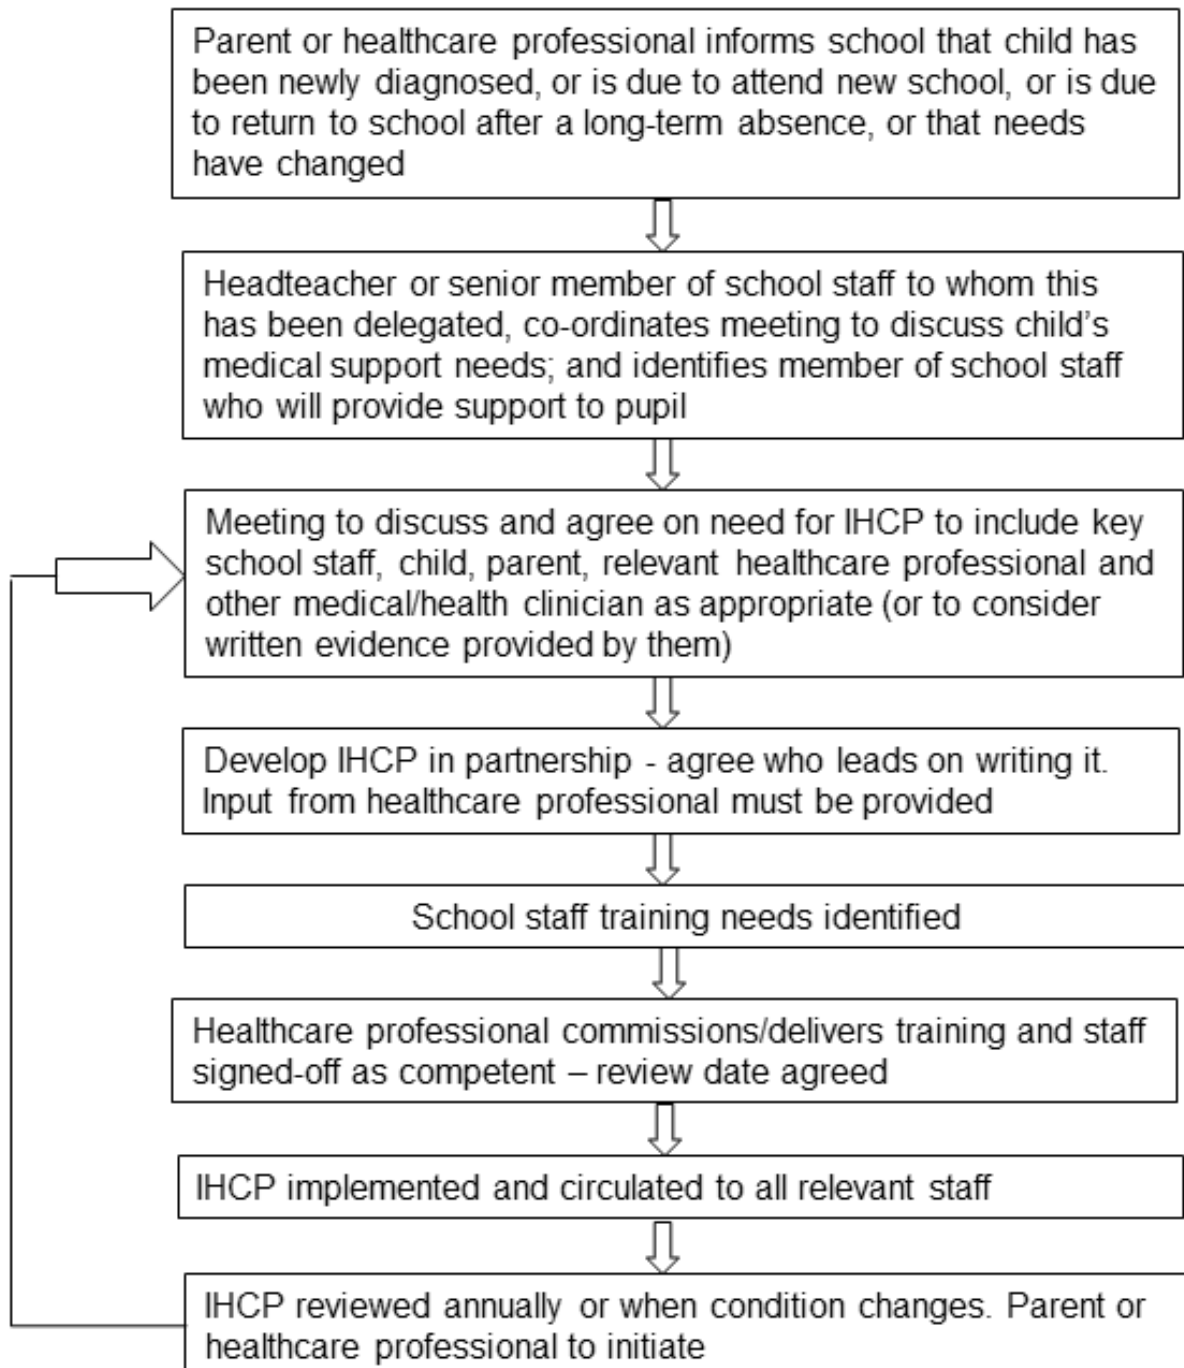 Parent or healthcare professional informs school that child has
been newly diagnosed, or is due to attend new school, or is due
to return to school after a long-term absence, or that needs
have changed
Headteacher or senior member of school staff to whom this
has been delegated, co-ordinates meeting to discuss child’s
medical support needs; and identifies member of school staff
who will provide support to pupil
Meeting to discuss and agree on need for IHCP to include key
school staff, child, parent, relevant healthcare professional and
other medical/health clinician as appropriate (or to consider
written evidence provided by them)
Develop IHCP in partnership - agree who leads on writing it.
Input from healthcare professional must be provided
School staff training needs identified
Healthcare professional commissions/delivers training and staff
signed-off as competent – review date agreed
IHCP implemented and circulated to all relevant staff
IHCP reviewed annually or when condition changes. Parent or
healthcare professional to initiate